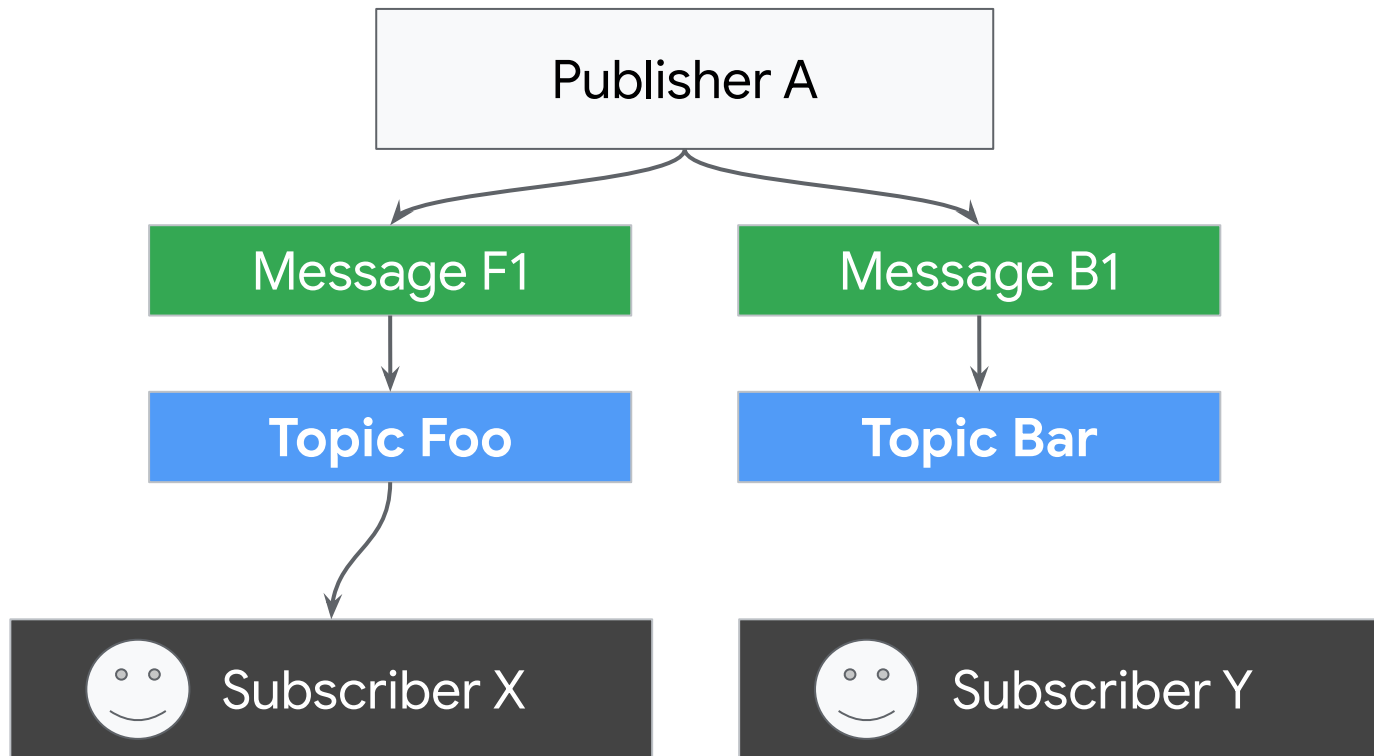 Publisher A
Message F1
Message B1
Topic Foo
Topic Bar
Subscriber X
Subscriber Y